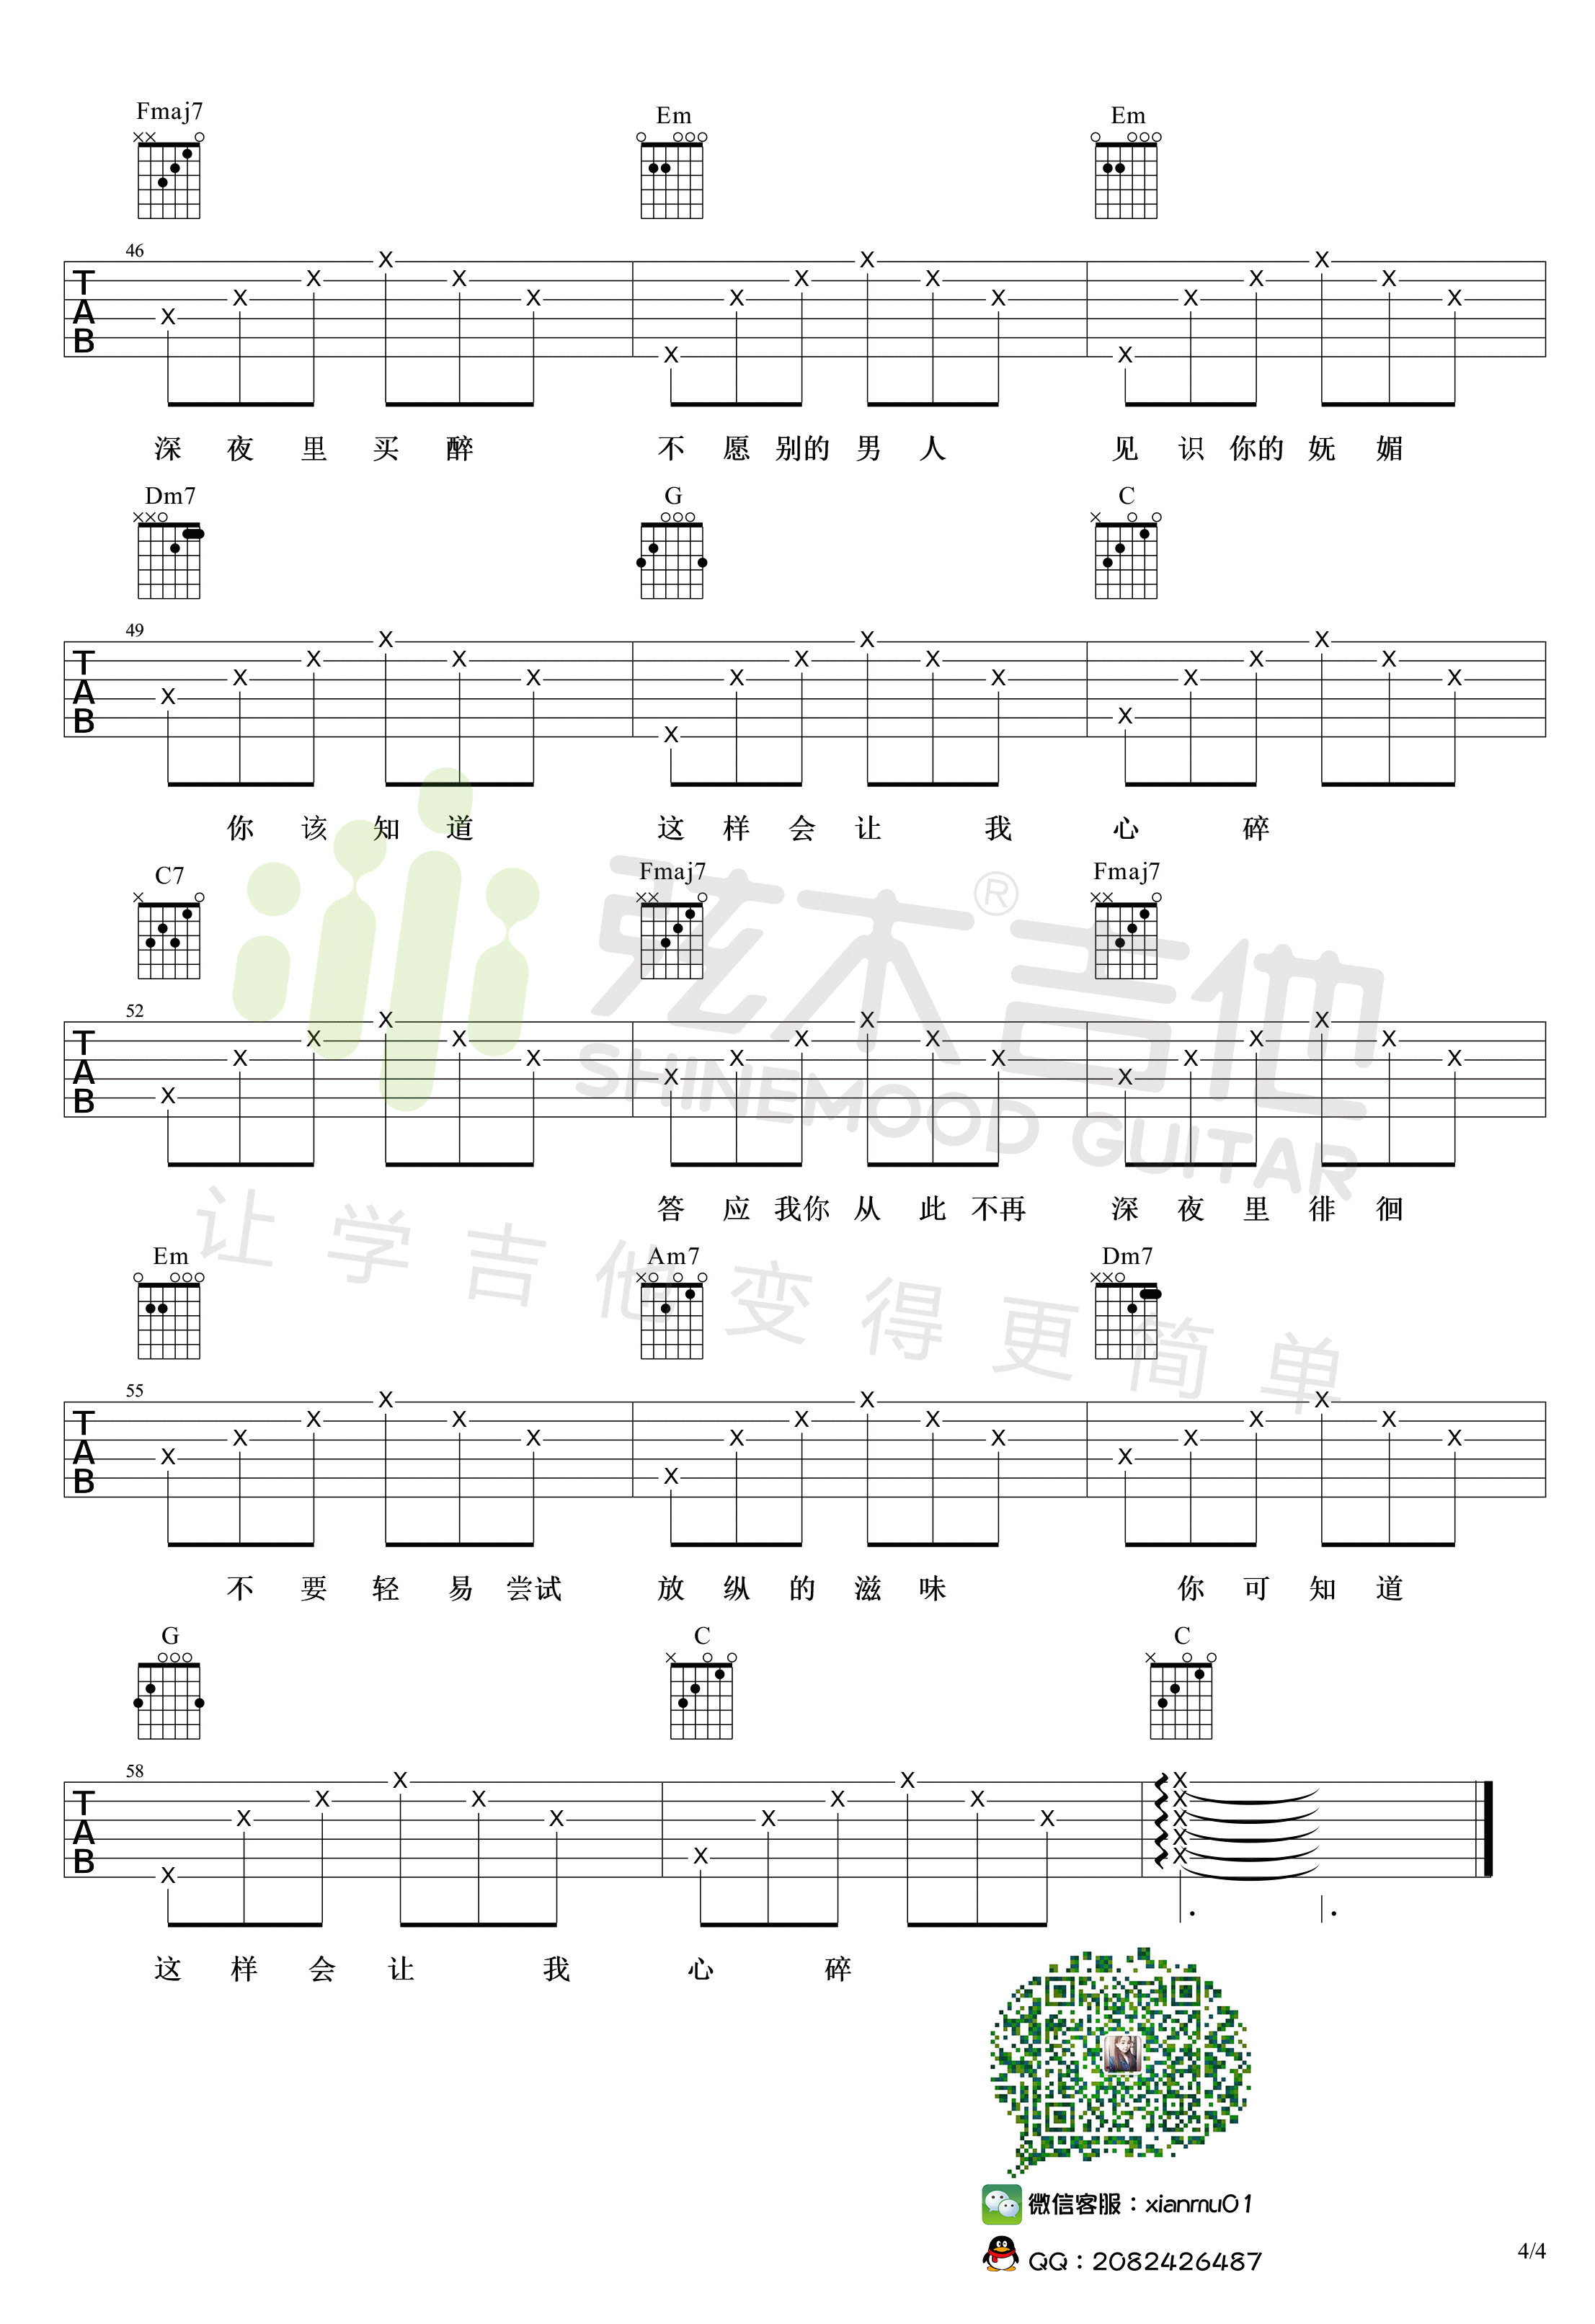 Fmaj7 Em Em
46
T
A
B
深 夜 里 买 醉 不 愿 别的 男 人 见 识 你的 妩 媚
Dm7 G C
49
T
A
B
你 该 知 道 这 样 会 让 我 心 碎
C7 Fmaj7 Fmaj7
弦木吉他®
52
T
A
B
SHINEMOOD GUITAR
答 应 我你 从 此 不再 深 夜 里 徘 徊
让学吉他变得更简单
Em Am7 Dm7
55
T
A
B
不 要 轻 易 尝试 放 纵 的 滋 味 你 可 知 道
G C C
58
T
A
B
这 样 会 让 我 心 碎
微信客服：xianmu01
QQ：2082426487
4/4